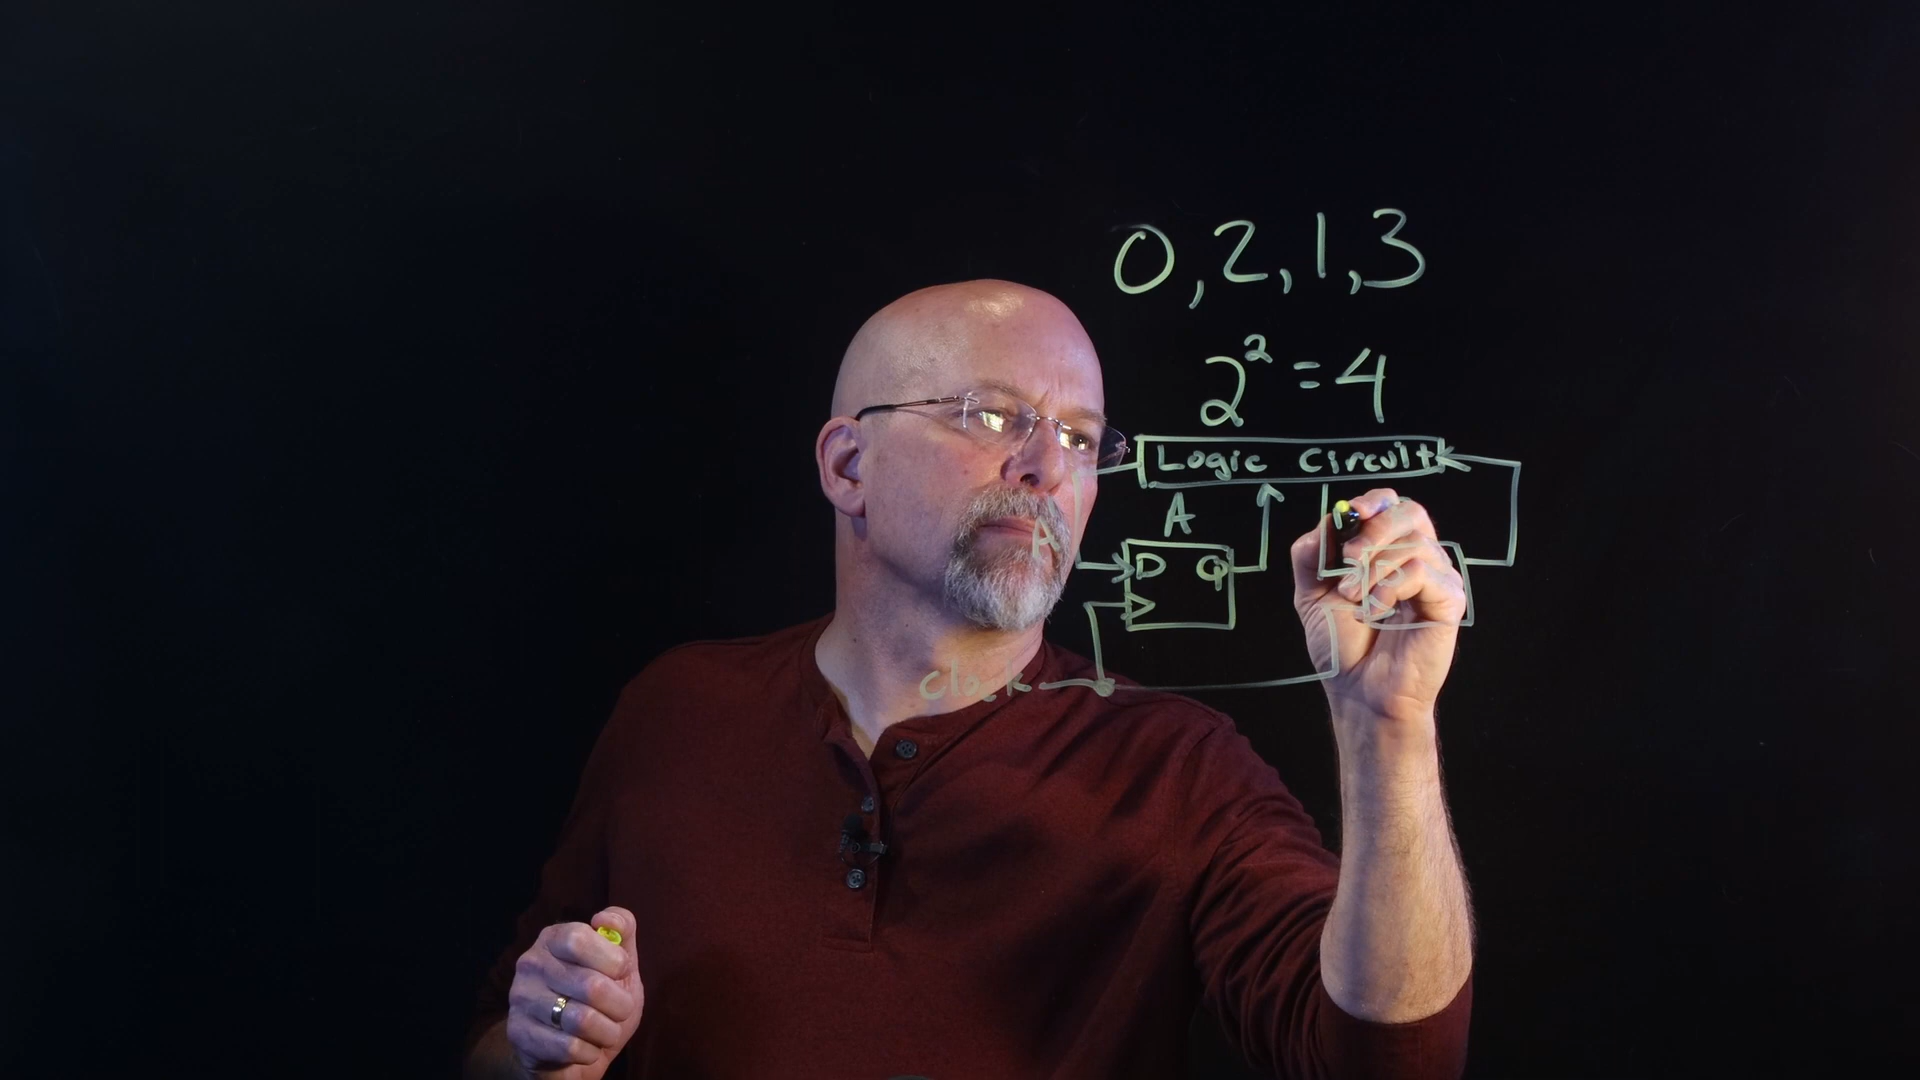 0,2,1,3
2² = 4
Logic Circuit
A
A
D Q
D
Clock